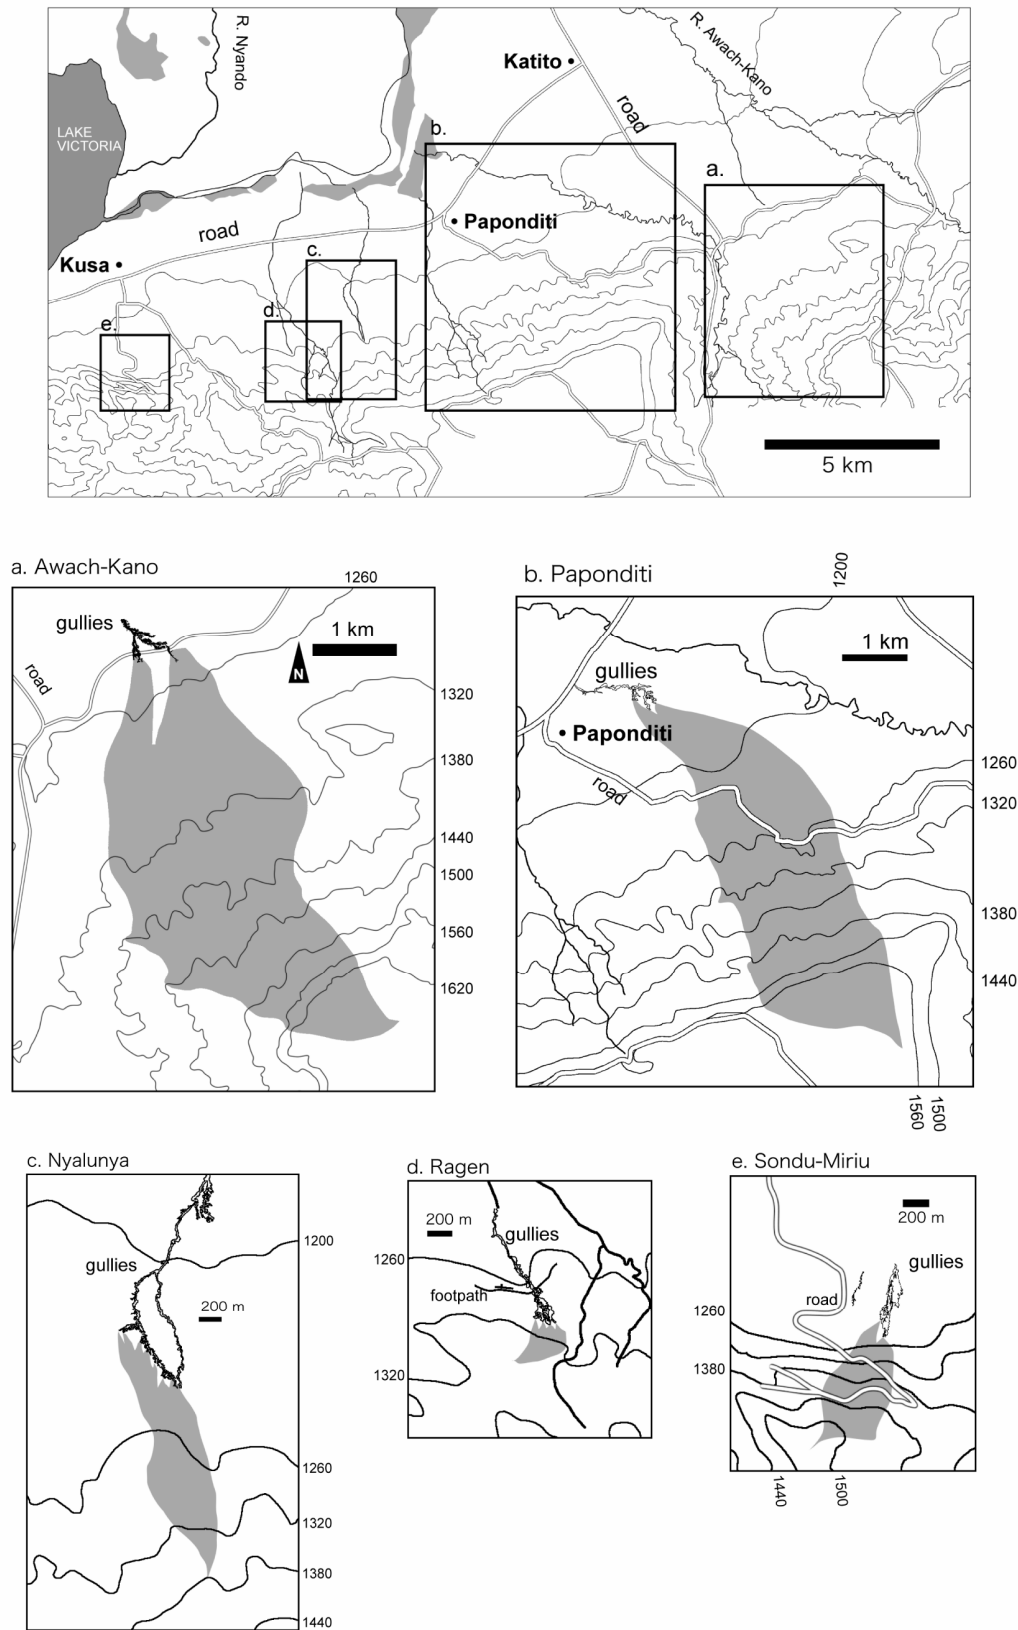 R. Nyando
Katito
R. Awach-Kano
road
LAKE
VICTORIA
b.
a.
Paponditi
road
c.
Kusa
d.
e.
5 km
a. Awach-Kano
1260
gullies
1 km
N
road
1320
1380
1440
1500
1560
1620
b. Paponditi
1200
1 km
gullies
Paponditi
road
1260
1320
1380
1440
1560
1500
c. Nyalunya
1200
gullies
200 m
1260
1320
1380
1440
d. Ragen
200 m
gullies
1260
footpath
1320
e. Sondu-Miriu
200 m
gullies
road
1260
1380
1440
1500